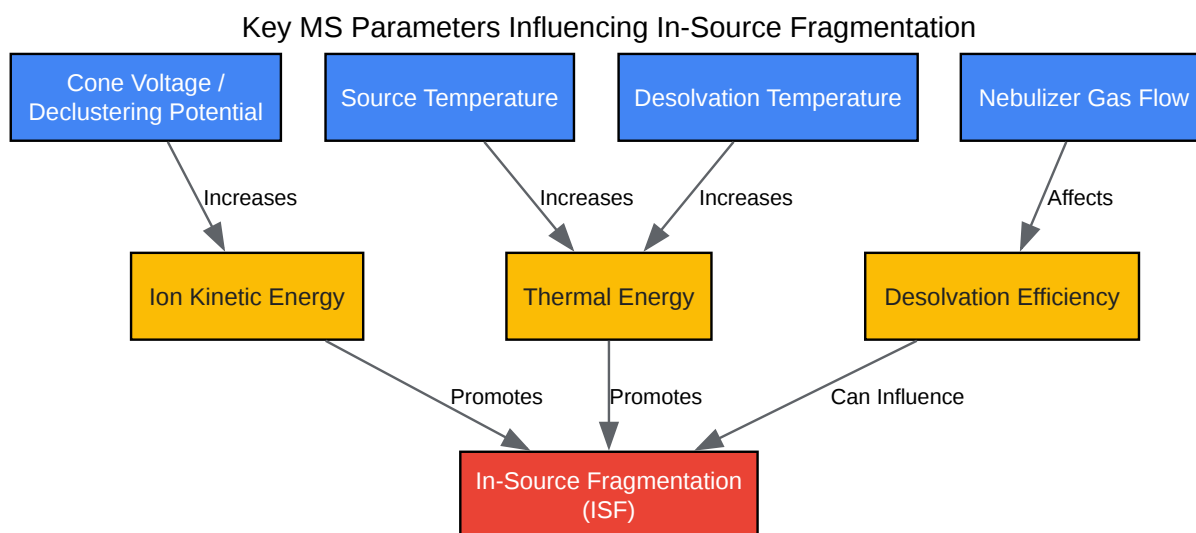 Key MS Parameters Influencing In-Source Fragmentation
Cone Voltage /
Declustering Potential
Source Temperature
Desolvation Temperature
Nebulizer Gas Flow
Increases
Increases
Increases
Affects
Ion Kinetic Energy
Thermal Energy
Desolvation Efficiency
Promotes
Promotes
Can Influence
In-Source Fragmentation
(ISF)